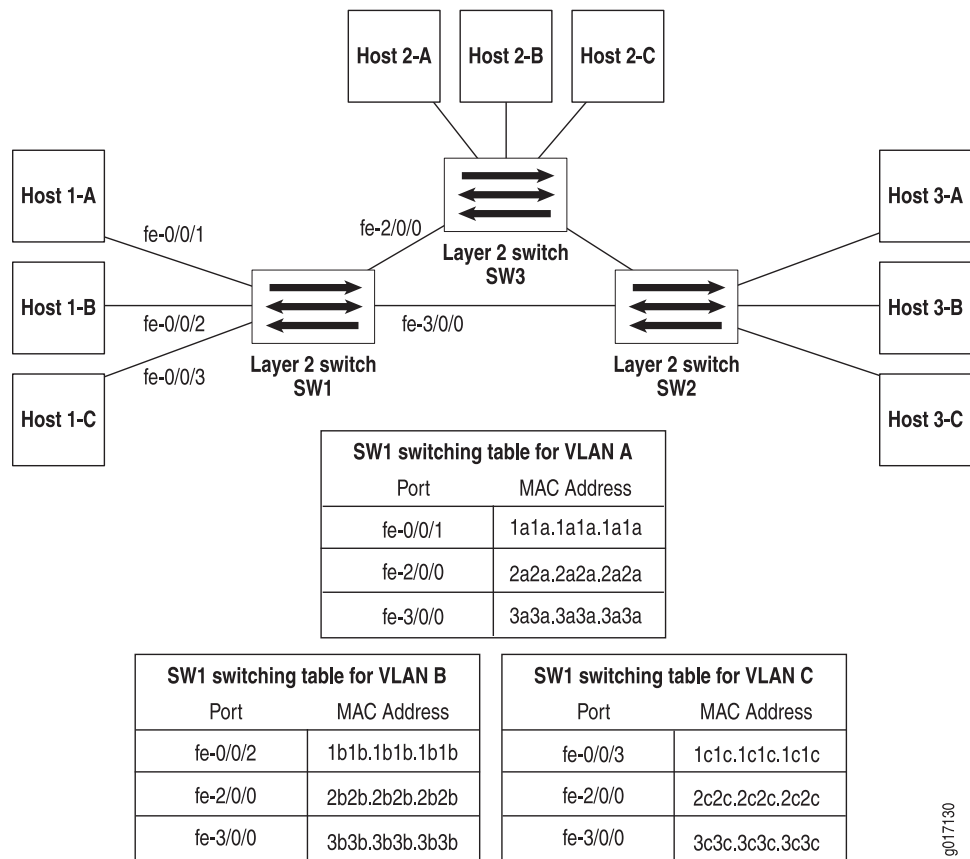 Host 2-A
Host 2-B
Host 2-C
Host 1-A
Host 3-A
fe-0/0/1
fe-2/0/0
Layer 2 switch
SW3
Host 1-B
fe-0/0/2
fe-3/0/0
Host 3-B
Layer 2 switch
SW1
Layer 2 switch
SW2
fe-0/0/3
Host 1-C
Host 3-C
SW1 switching table for VLAN A
Port MAC Address
fe-0/0/1 1a1a.1a1a.1a1a
fe-2/0/0 2a2a.2a2a.2a2a
fe-3/0/0 3a3a.3a3a.3a3a
SW1 switching table for VLAN B
Port MAC Address
fe-0/0/2 1b1b.1b1b.1b1b
fe-2/0/0 2b2b.2b2b.2b2b
fe-3/0/0 3b3b.3b3b.3b3b
SW1 switching table for VLAN C
Port MAC Address
fe-0/0/3 1c1c.1c1c.1c1c
fe-2/0/0 2c2c.2c2c.2c2c
fe-3/0/0 3c3c.3c3c.3c3c
g017130